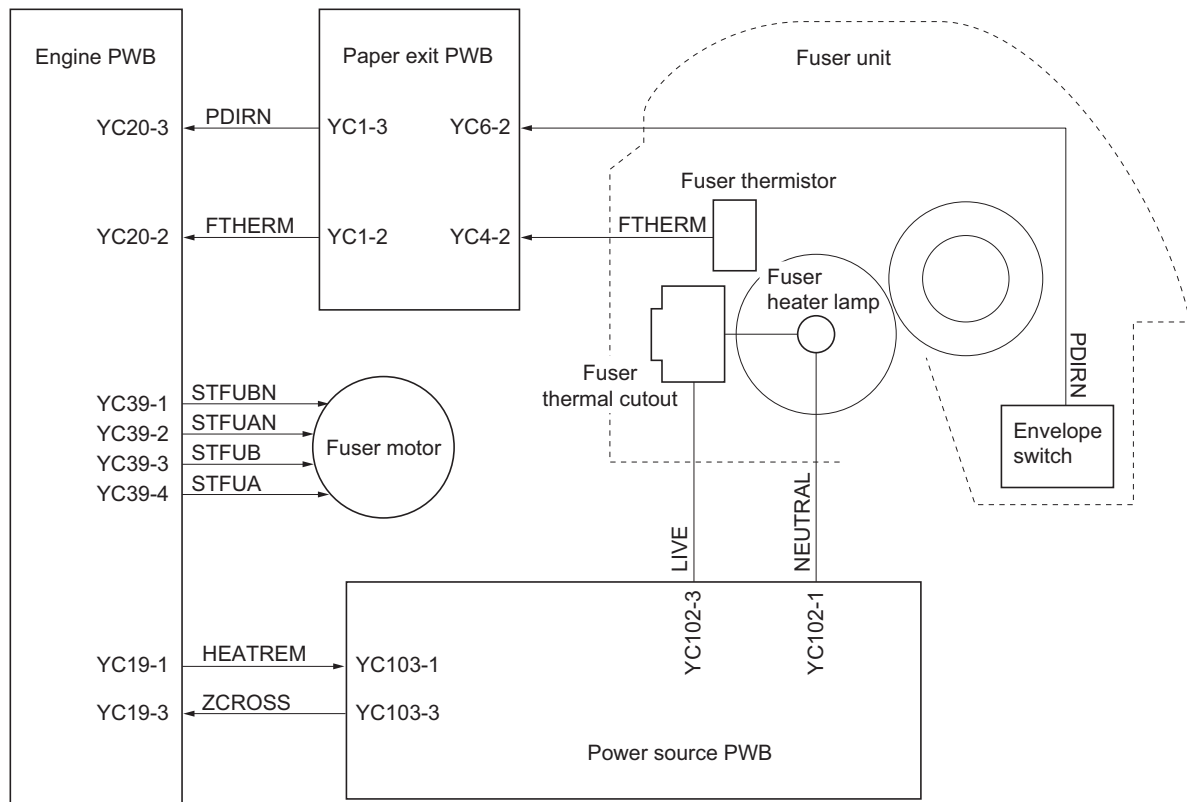 Engine PWB
Paper exit PWB
Fuser unit
YC20-3
PDIRN
YC1-3
YC6-2
Fuser thermistor
YC20-2
FTHERM
YC1-2
YC4-2
FTHERM
Fuser
heater lamp
Fuser
thermal cutout
PDIRN
Envelope
switch
YC39-1
STFUBN
YC39-2
STFUAN
YC39-3
STFUB
YC39-4
STFUA
Fuser motor
LIVE
NEUTRAL
YC102-3
YC102-1
YC19-1
HEATREM
YC103-1
YC19-3
ZCROSS
YC103-3
Power source PWB